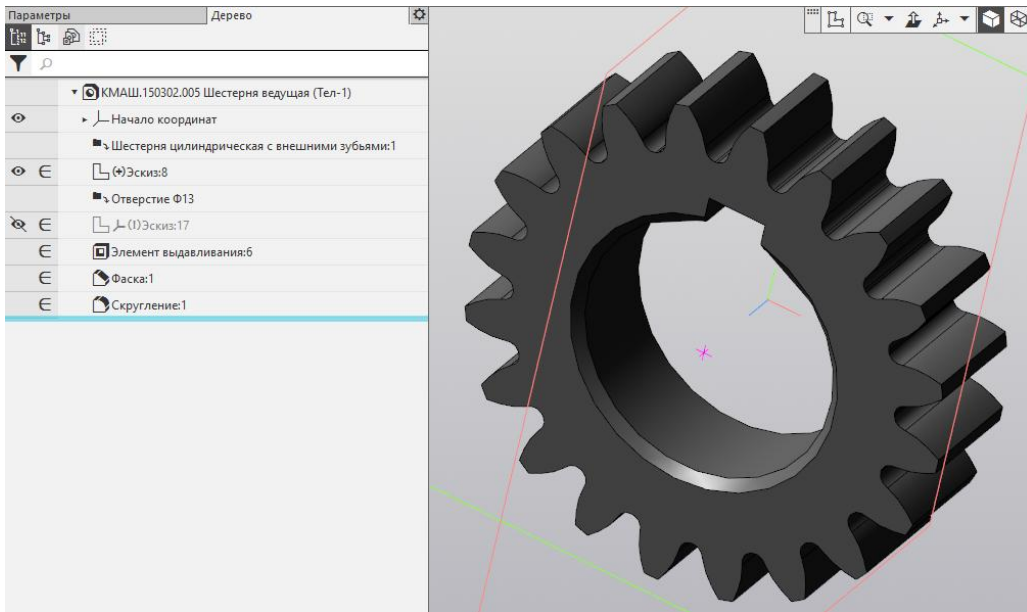 Параметры
Дерево
КМАШ.150302.005 Шестерня ведущая (Тел-1)
Начало координат
Шестерня цилиндрическая с внешними зубьями:1
(+)Эскиз:8
Отверстие Ф13
(I)Эскиз:17
Элемент выдавливания:6
Фаска:1
Скругление:1